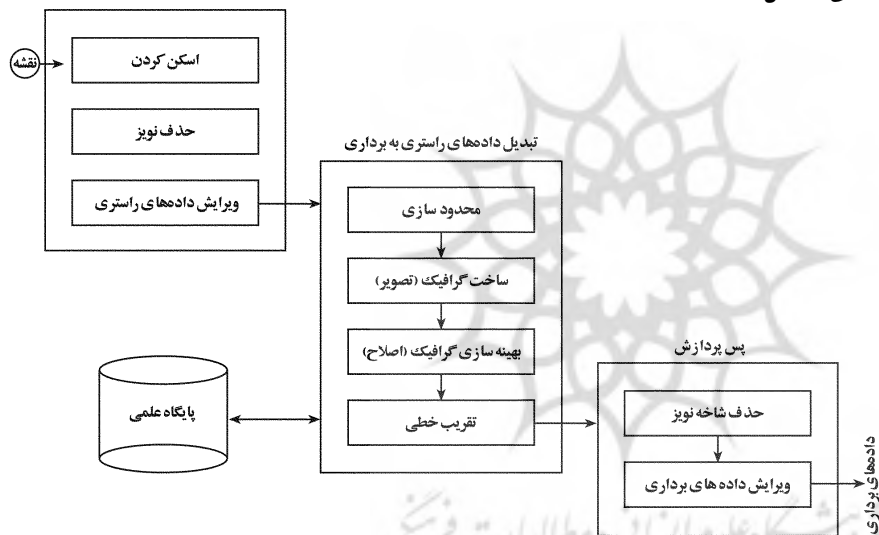 نقشه
اسکن کردن
حذف نویز
ویرایش داده‌های راستری
تبدیل داده‌های راستری به برداری
محدود سازی
ساخت گرافیک (تصویر)
بهینه سازی گرافیک (اصلاح)
تقریب خطی
پایگاه علمی
پس پردازش
حذف شاخه نویز
ویرایش داده های برداری
داده‌های برداری